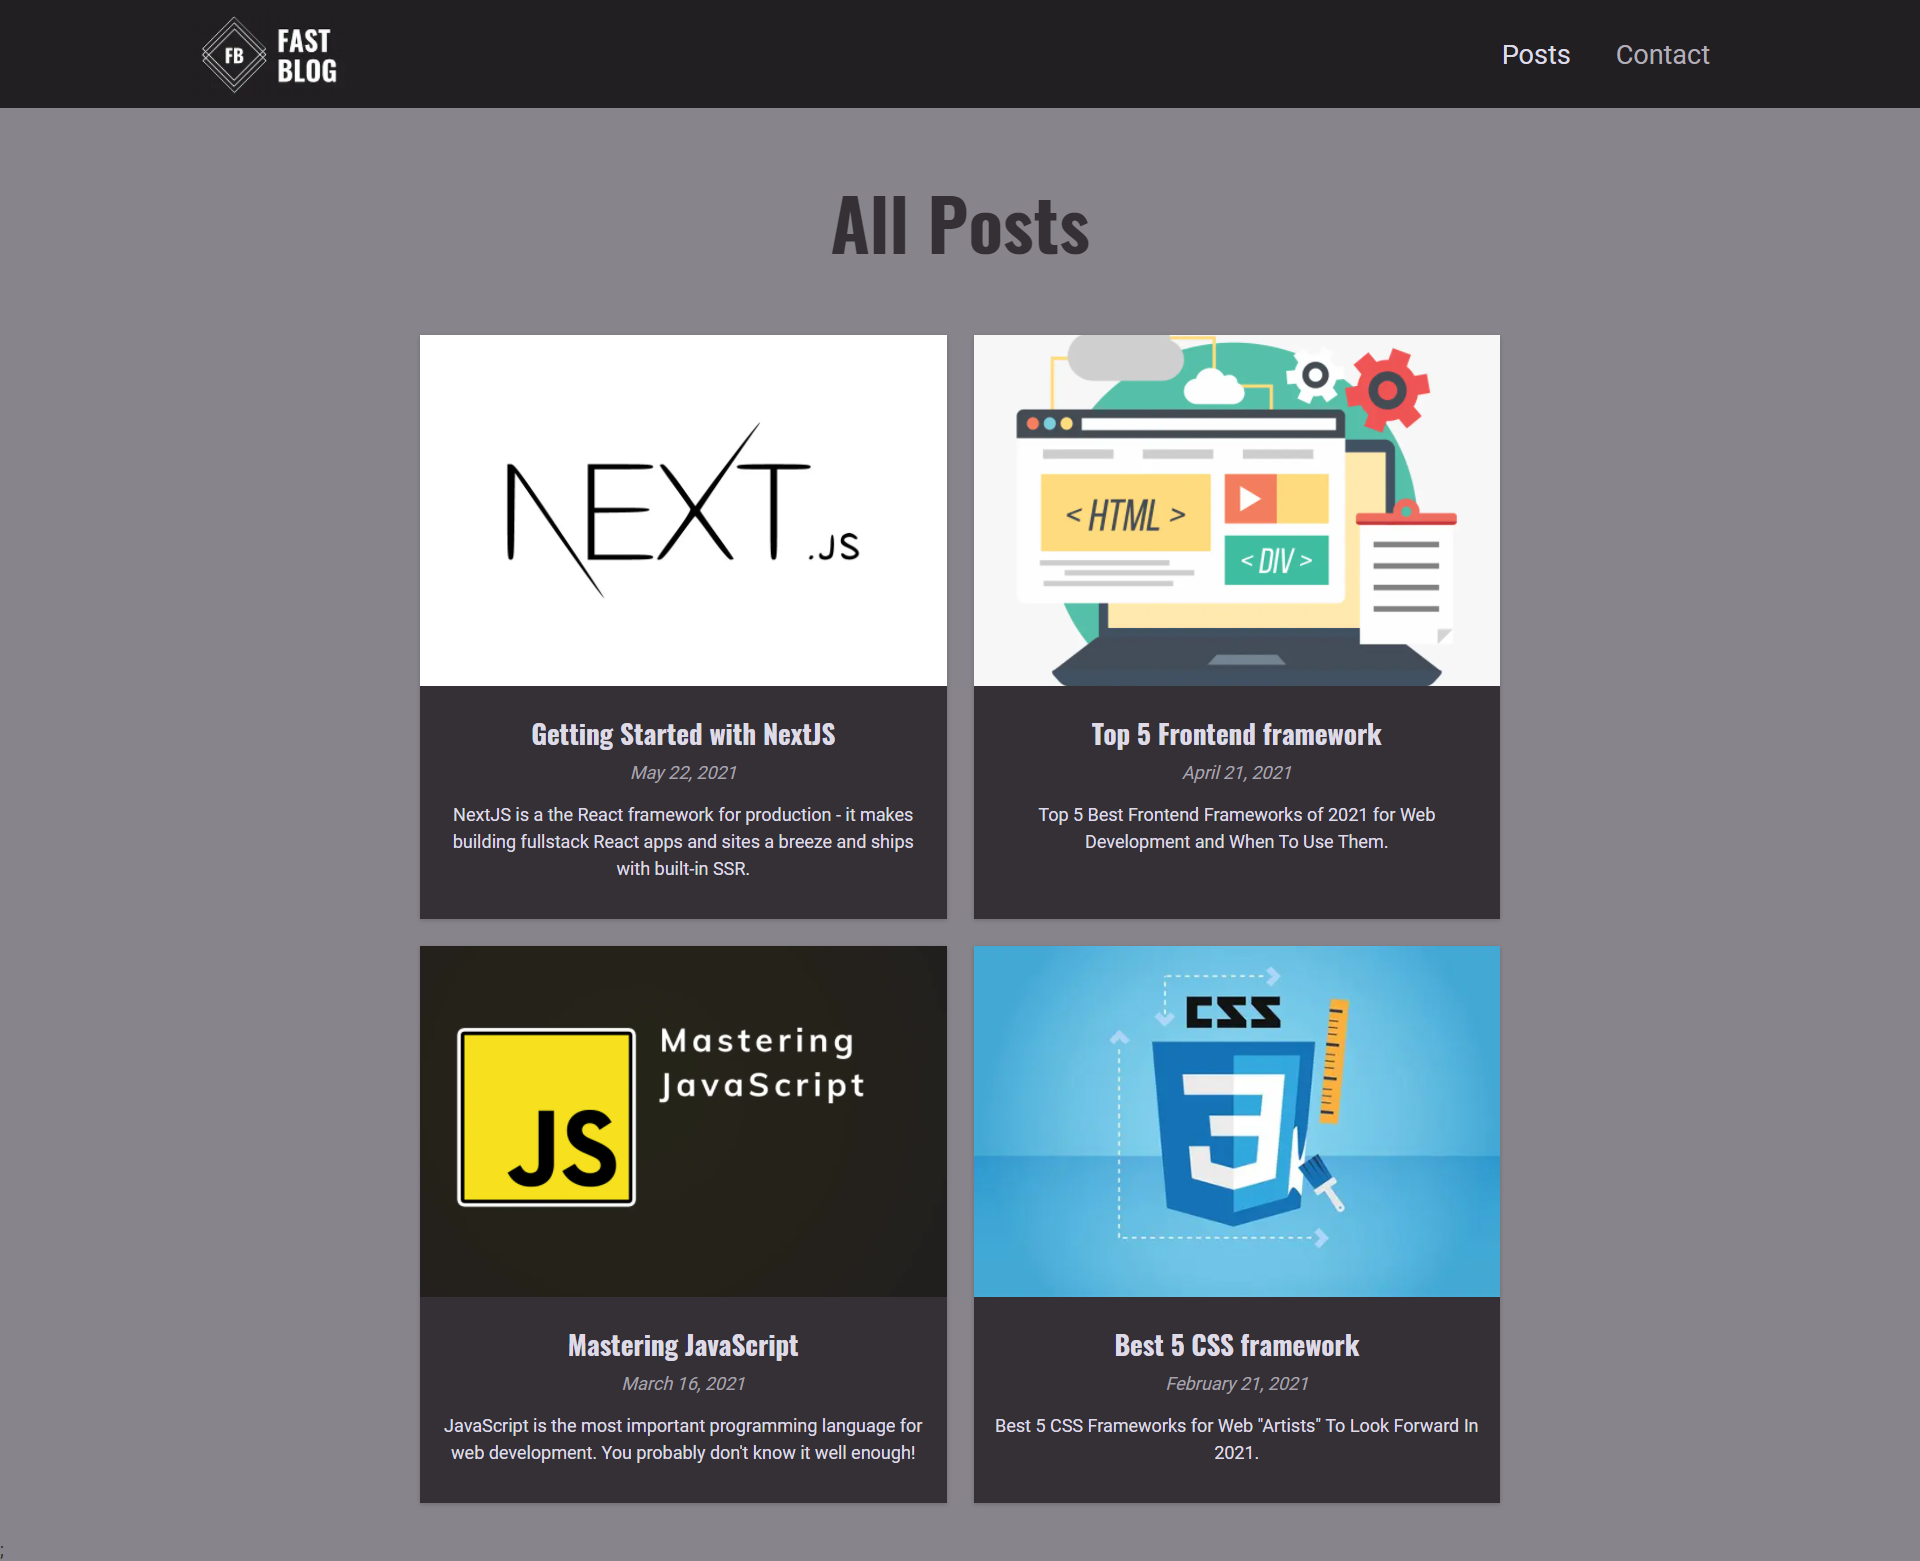 FB
FAST
BLOG
Posts
Contact
All Posts
NEXT.JS
< HTML >
< DIV >
Getting Started with NextJS
May 22, 2021
NextJS is a the React framework for production - it makes
building fullstack React apps and sites a breeze and ships
with built-in SSR.
Top 5 Frontend framework
April 21, 2021
Top 5 Best Frontend Frameworks of 2021 for Web
Development and When To Use Them.
JS
Mastering
JavaScript
CSS
3
Mastering JavaScript
March 16, 2021
JavaScript is the most important programming language for
web development. You probably don't know it well enough!
Best 5 CSS framework
February 21, 2021
Best 5 CSS Frameworks for Web "Artists" To Look Forward In
2021.
;